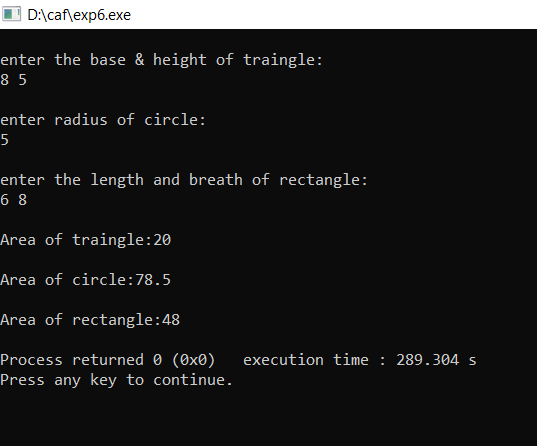 D:\caf\exp6.exe
enter the base & height of traingle:
8 5
enter radius of circle:
5
enter the length and breath of rectangle:
6 8
Area of traingle:20
Area of circle:78.5
Area of rectangle:48
Process returned 0 (0x0)   execution time : 289.304 s
Press any key to continue.